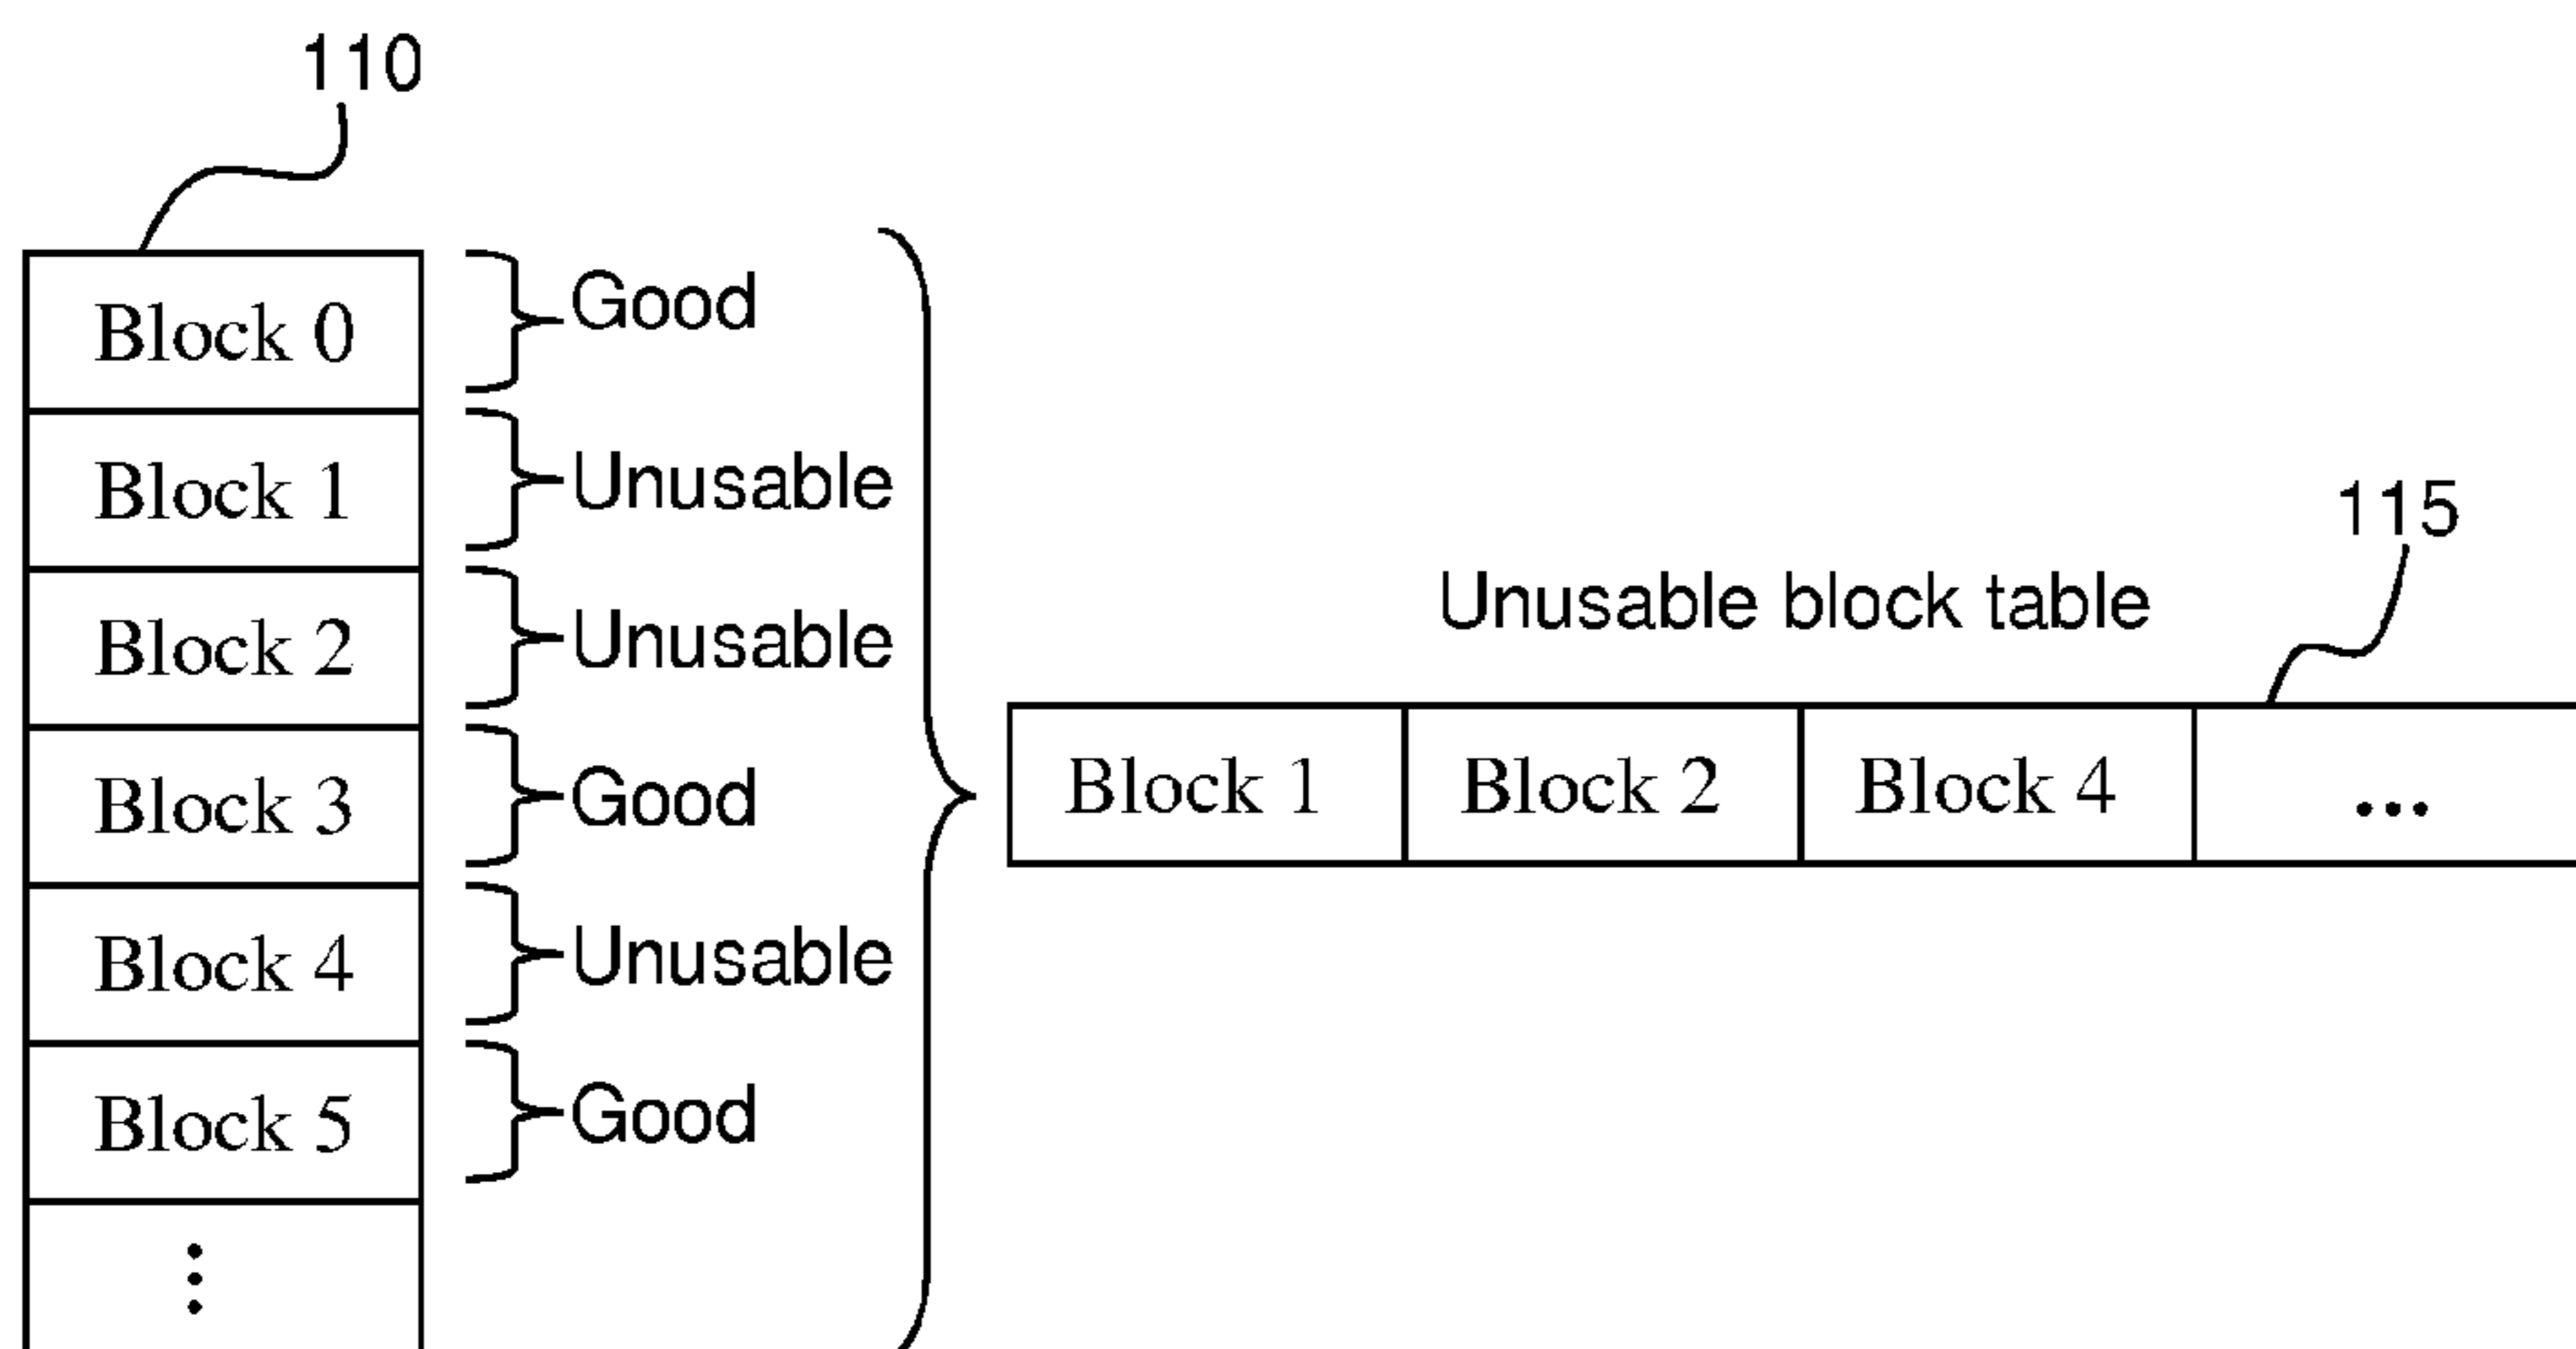 110
Block 0
Good
Block 1
Unusable
Block 2
Unusable
Block 3
Good
Block 4
Unusable
Block 5
Good
⋮
115
Unusable block table
Block 1 Block 2 Block 4 ...